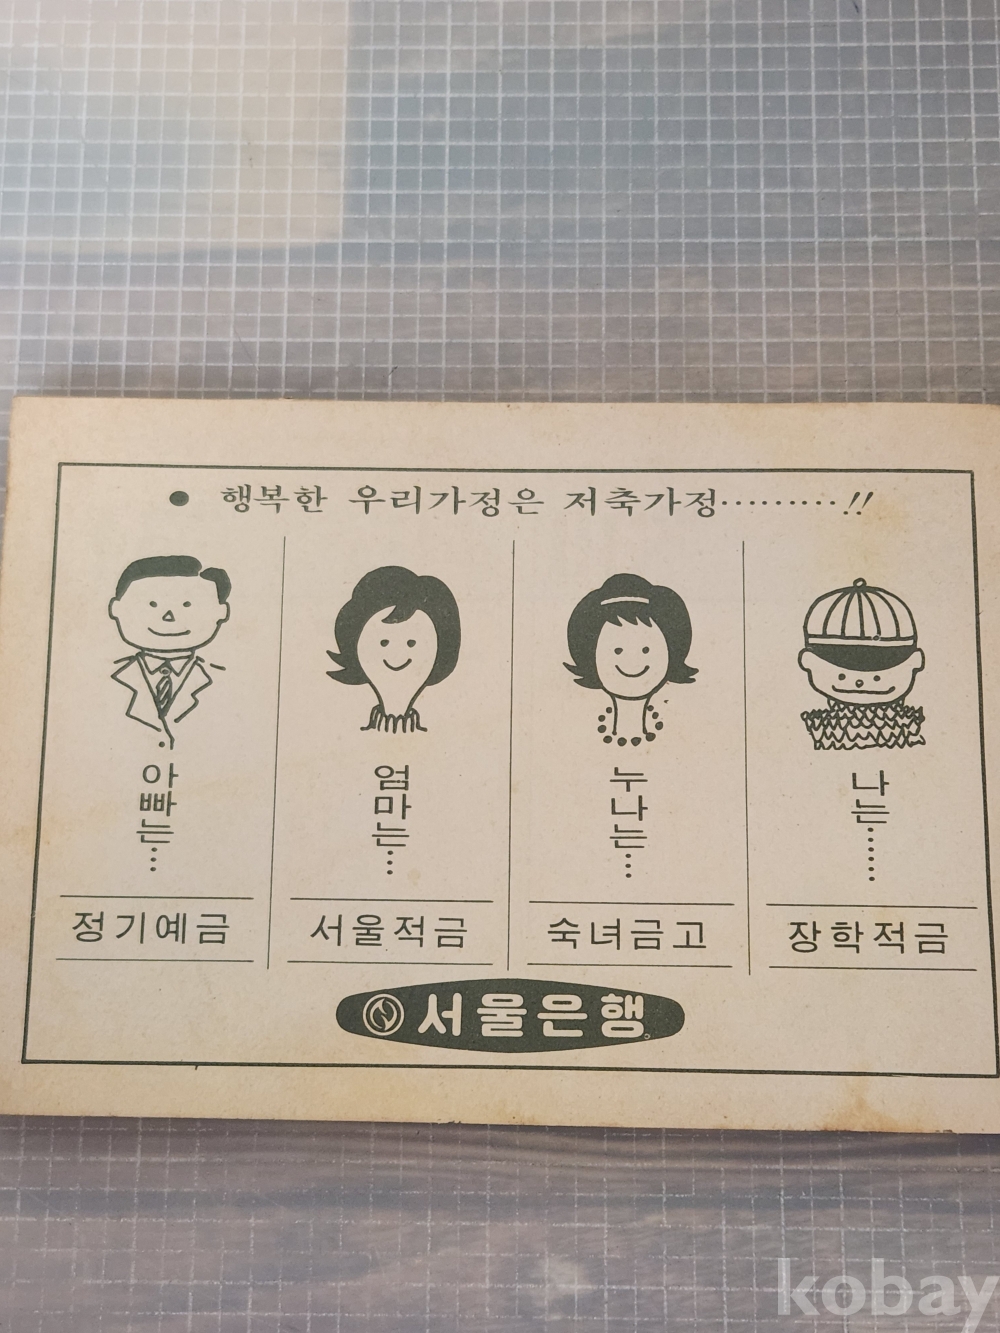 ● 행복한 우리가정은 저축가정………!!
아빠는…
엄마는…
누나는…
나는……
정기예금
서울적금
숙녀금고
장학적금
서울은행
kobay